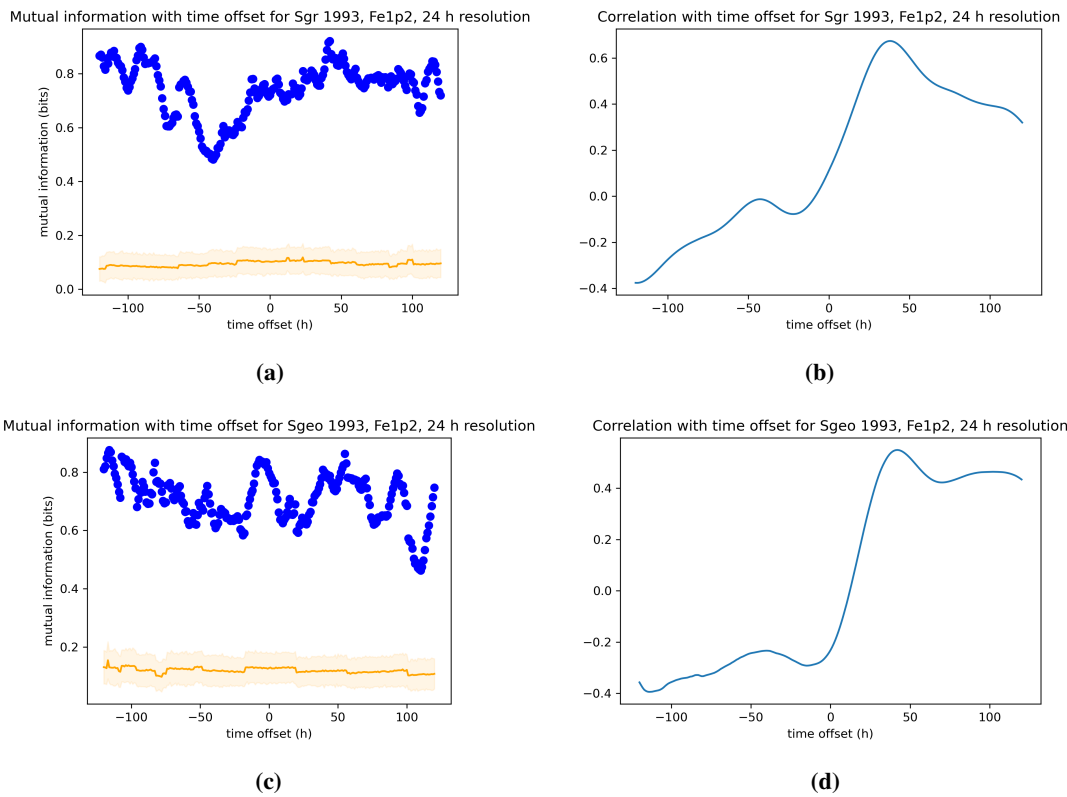 Mutual information with time offset for Sgr 1993, Fe1p2, 24 h resolution
mutual information (bits)
0.8
0.6
0.4
0.2
0.0
−100 −50 0 50 100
time offset (h)
(a)
Correlation with time offset for Sgr 1993, Fe1p2, 24 h resolution
0.6
0.4
0.2
0.0
−0.2
−0.4
−100 −50 0 50 100
time offset (h)
(b)
Mutual information with time offset for Sgeo 1993, Fe1p2, 24 h resolution
mutual information (bits)
0.8
0.6
0.4
0.2
−100 −50 0 50 100
time offset (h)
(c)
Correlation with time offset for Sgeo 1993, Fe1p2, 24 h resolution
0.4
0.2
0.0
−0.2
−0.4
−100 −50 0 50 100
time offset (h)
(d)